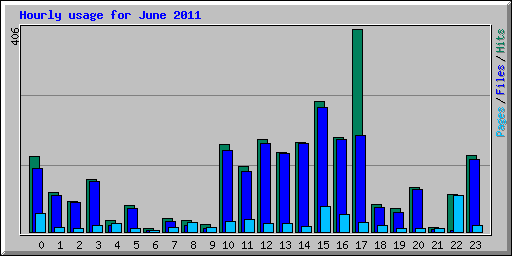 Hourly usage for June 2011
406
Pages/Files/Hits
0 1 2 3 4 5 6 7 8 9 10 11 12 13 14 15 16 17 18 19 20 21 22 23